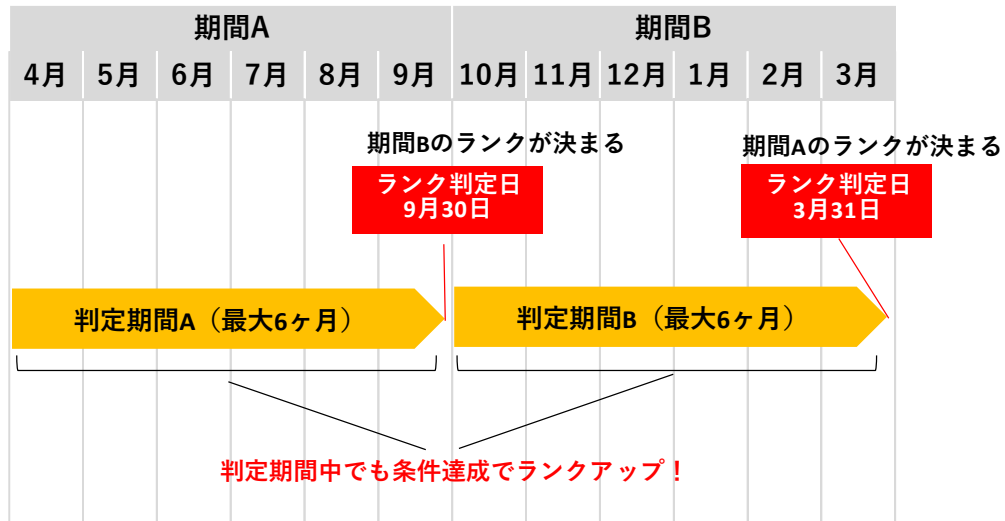 期間A
期間B
4月 5月 6月 7月 8月 9月 10月 11月 12月 1月 2月 3月
期間Bのランクが決まる
ランク判定日
9月30日
期間Aのランクが決まる
ランク判定日
3月31日
判定期間A（最大6ヶ月）
判定期間B（最大6ヶ月）
判定期間中でも条件達成でランクアップ！